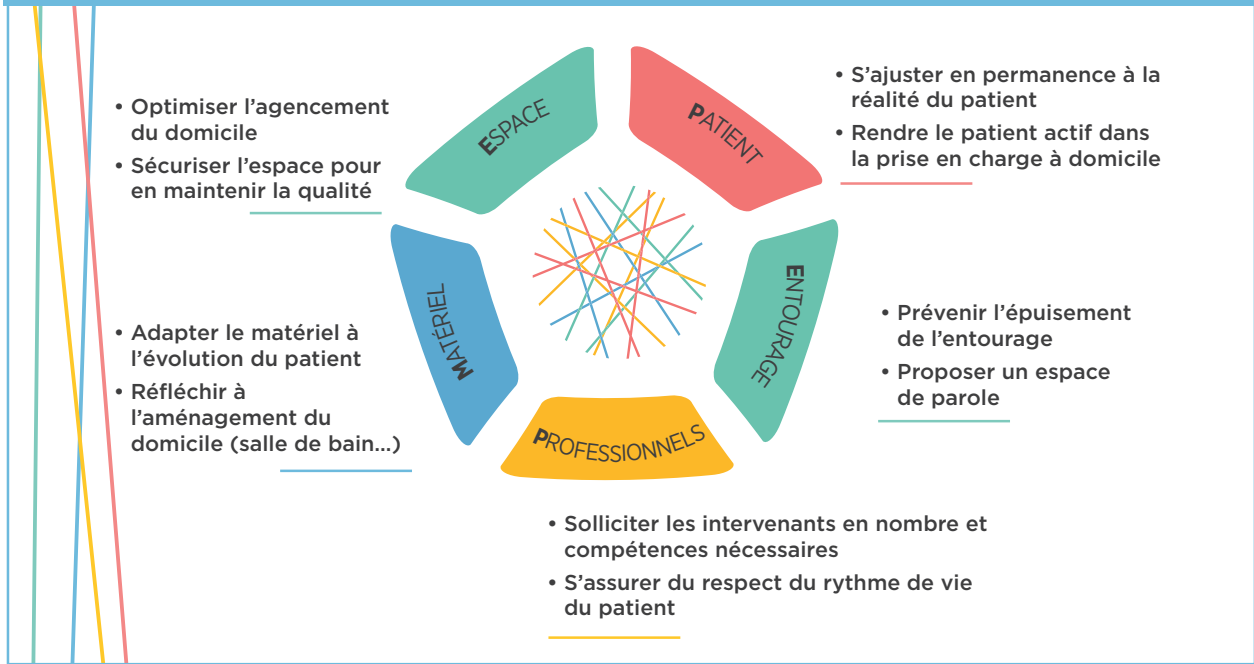 ESPACE
• Optimiser l’agencement
du domicile
• Sécuriser l’espace pour
en maintenir la qualité
PATIENT
• S’ajuster en permanence à la
réalité du patient
• Rendre le patient actif dans
la prise en charge à domicile
MATÉRIEL
• Adapter le matériel à
l’évolution du patient
• Réfléchir à
l’aménagement du
domicile (salle de bain...)
ENTOURAGE
• Prévenir l’épuisement
de l’entourage
• Proposer un espace
de parole
PROFESSIONNELS
• Solliciter les intervenants en nombre et
compétences nécessaires
• S’assurer du respect du rythme de vie
du patient